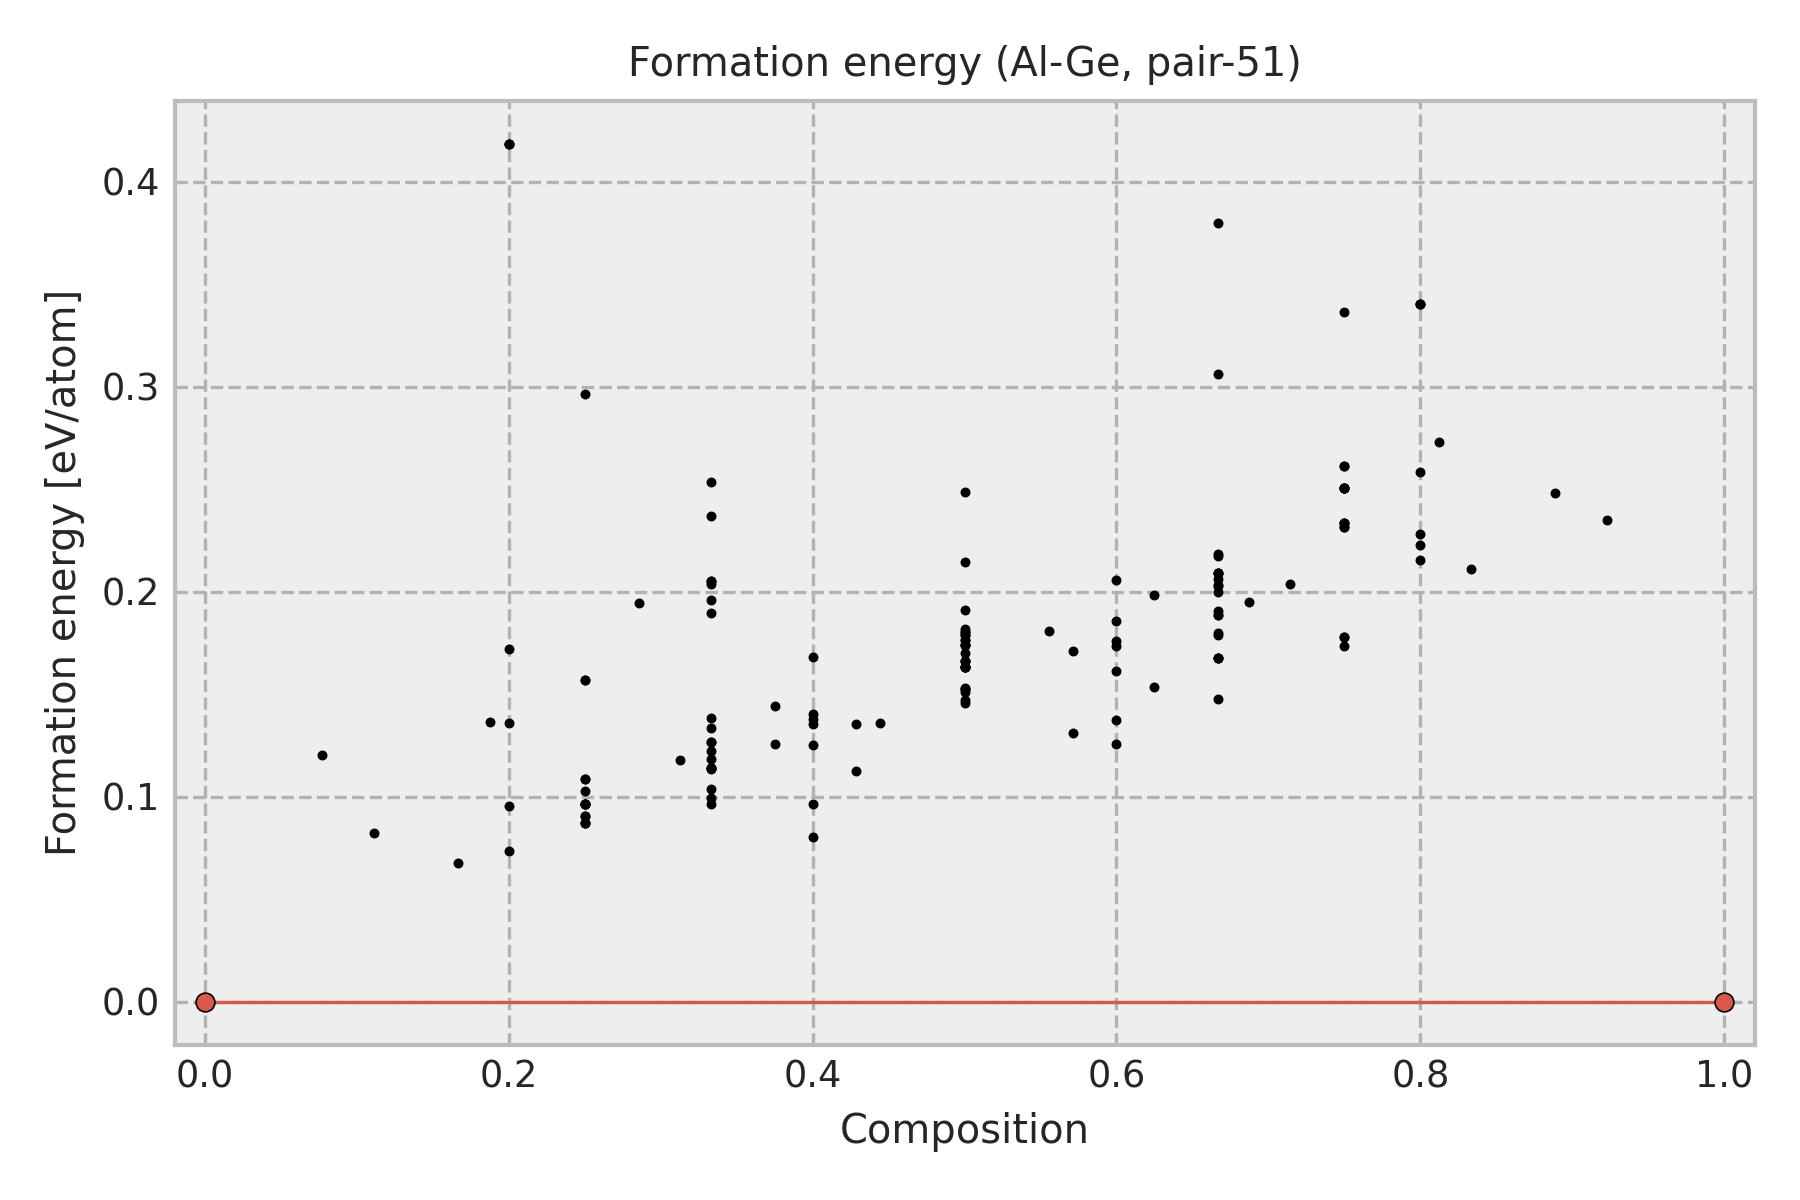 Formation energy (Al-Ge, pair-51)
Formation energy [eV/atom]
0.4
0.3
0.2
0.1
0.0
0.0 0.2 0.4 0.6 0.8 1.0
Composition